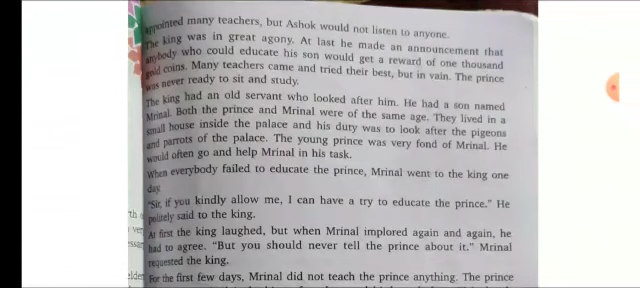 appointed many teachers, but Ashok would not listen to anyone.
The king was in great agony. At last he made an announcement that
anybody who could educate his son would get a reward of one thousand
gold coins. Many teachers came and tried their best, but in vain. The prince
was never ready to sit and study.
The king had an old servant who looked after him. He had a son named
Mrinal. Both the prince and Mrinal were of the same age. They lived in a
small house inside the palace and his duty was to look after the pigeons
and parrots of the palace. The young prince was very fond of Mrinal. He
would often go and help Mrinal in his task.
When everybody failed to educate the prince, Mrinal went to the king one
day.
"Sir, if you kindly allow me, I can have a try to educate the prince." He
politely said to the king.
At first the king laughed, but when Mrinal implored again and again, he
had to agree. "But you should never tell the prince about it." Mrinal
requested the king.
For the first few days, Mrinal did not teach the prince anything. The prince